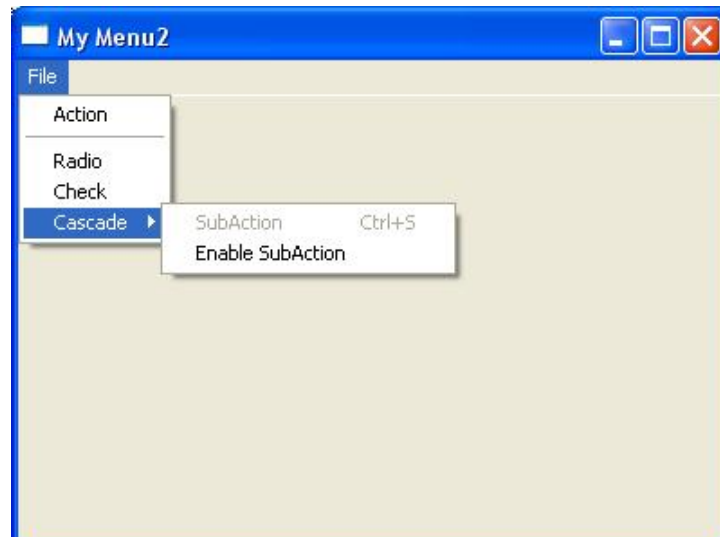 My Menu2
File
Action
Radio
Check
Cascade
SubAction Ctrl+S
Enable SubAction